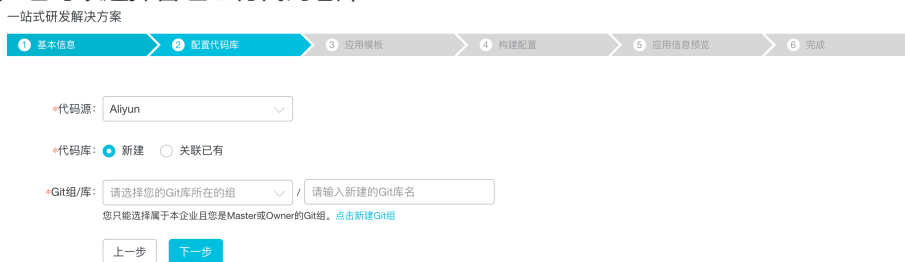 一站式研发解决方案
1 基本信息 2 配置代码库 3 应用模板 4 构建配置 5 应用信息预览 6 完成
*代码源: Aliyun
*代码库: 新建 关联已有
*Git组/库: 请选择您的Git库所在的组 / 请输入新建的Git库名
您只能选择属于本企业且您是Master或Owner的Git组。点击新建Git组
上一步 下一步